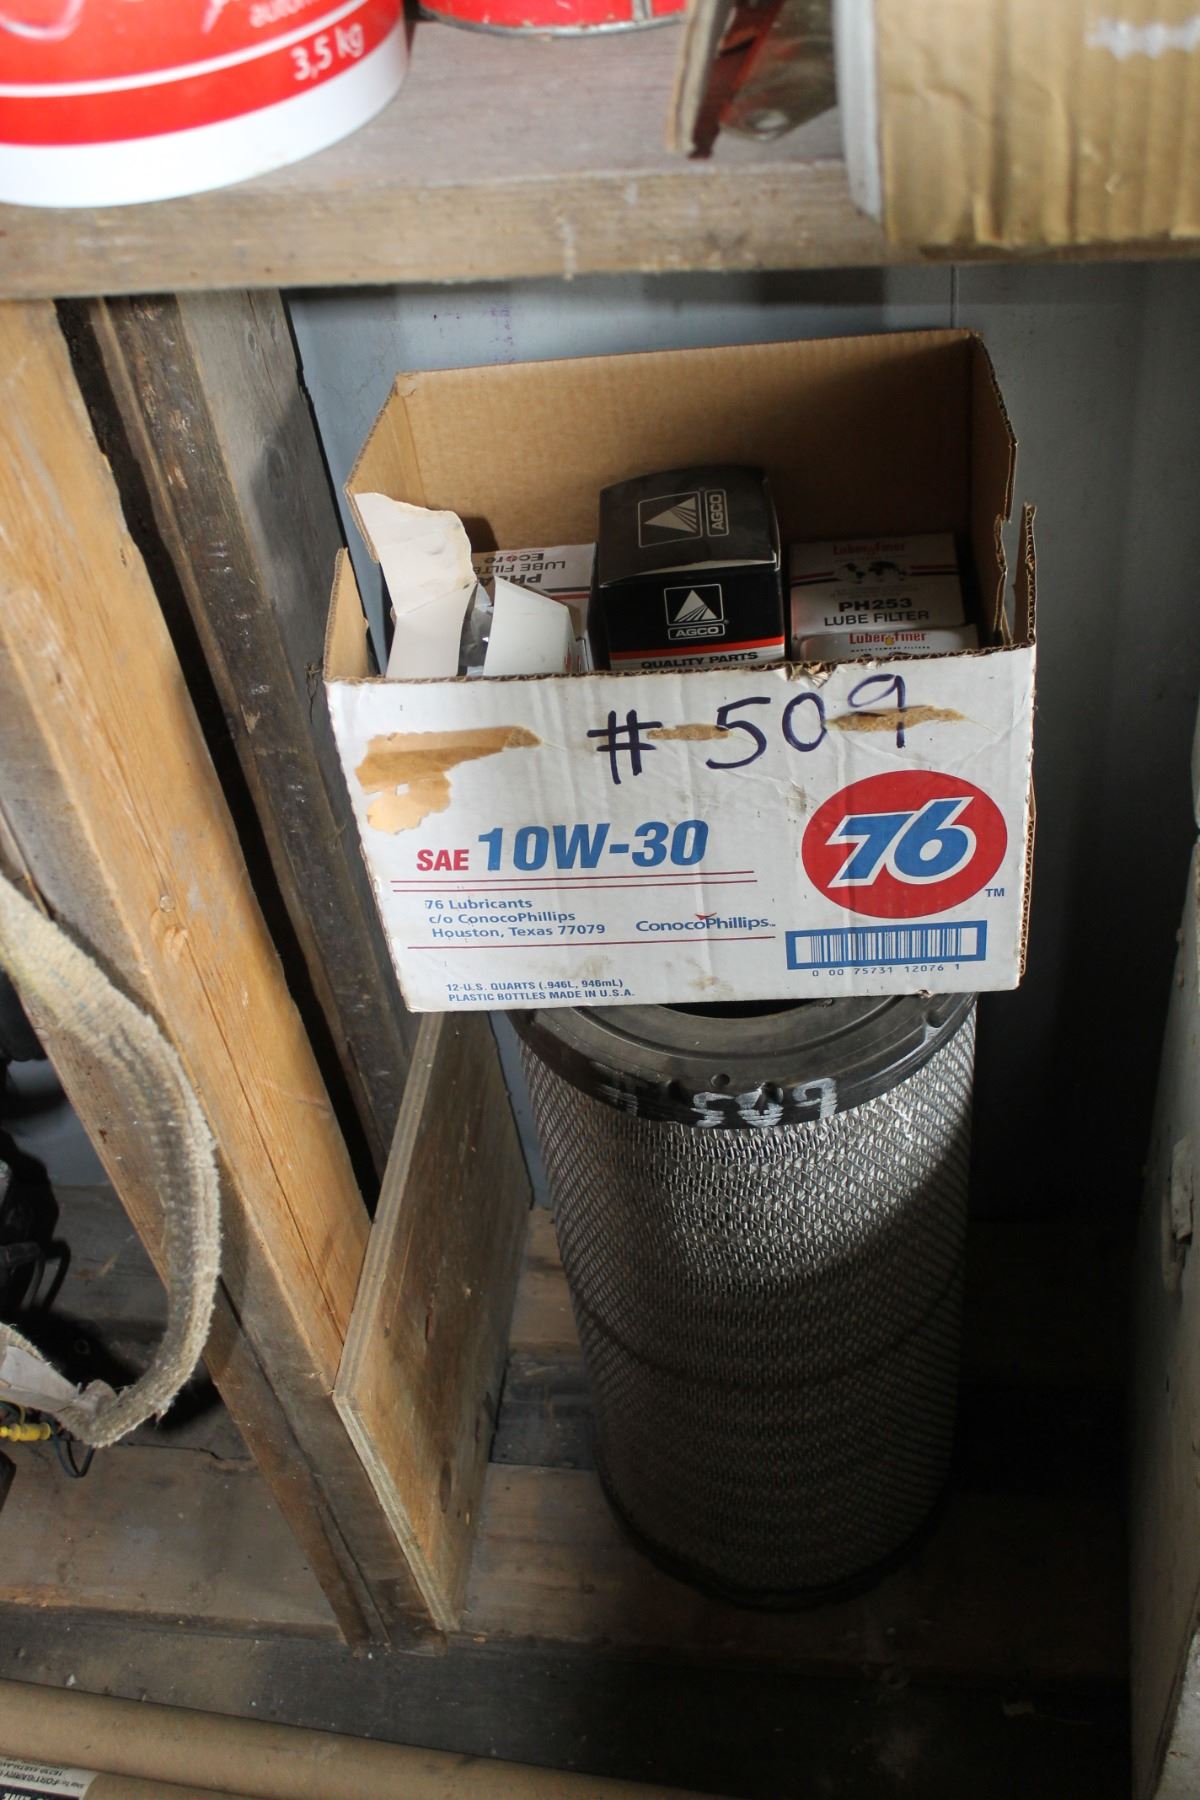 3,5 kg
AGCO
Ecore
LUBE FILTE
AGCO
QUALITY PARTS
Luber-finer
PH253
LUBE FILTER
Luber-finer
# 509
SAE 10W-30
76
TM
76 Lubricants
c/o ConocoPhillips
Houston, Texas 77079
ConocoPhillips
0 00 75731 12076 1
12-U.S. QUARTS (.946L, 946mL)
PLASTIC BOTTLES MADE IN U.S.A.
# 509